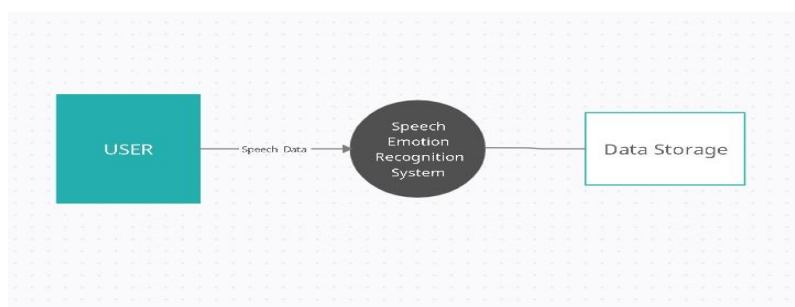 USER
Speech Data
Speech
Emotion
Recognition
System
Data Storage